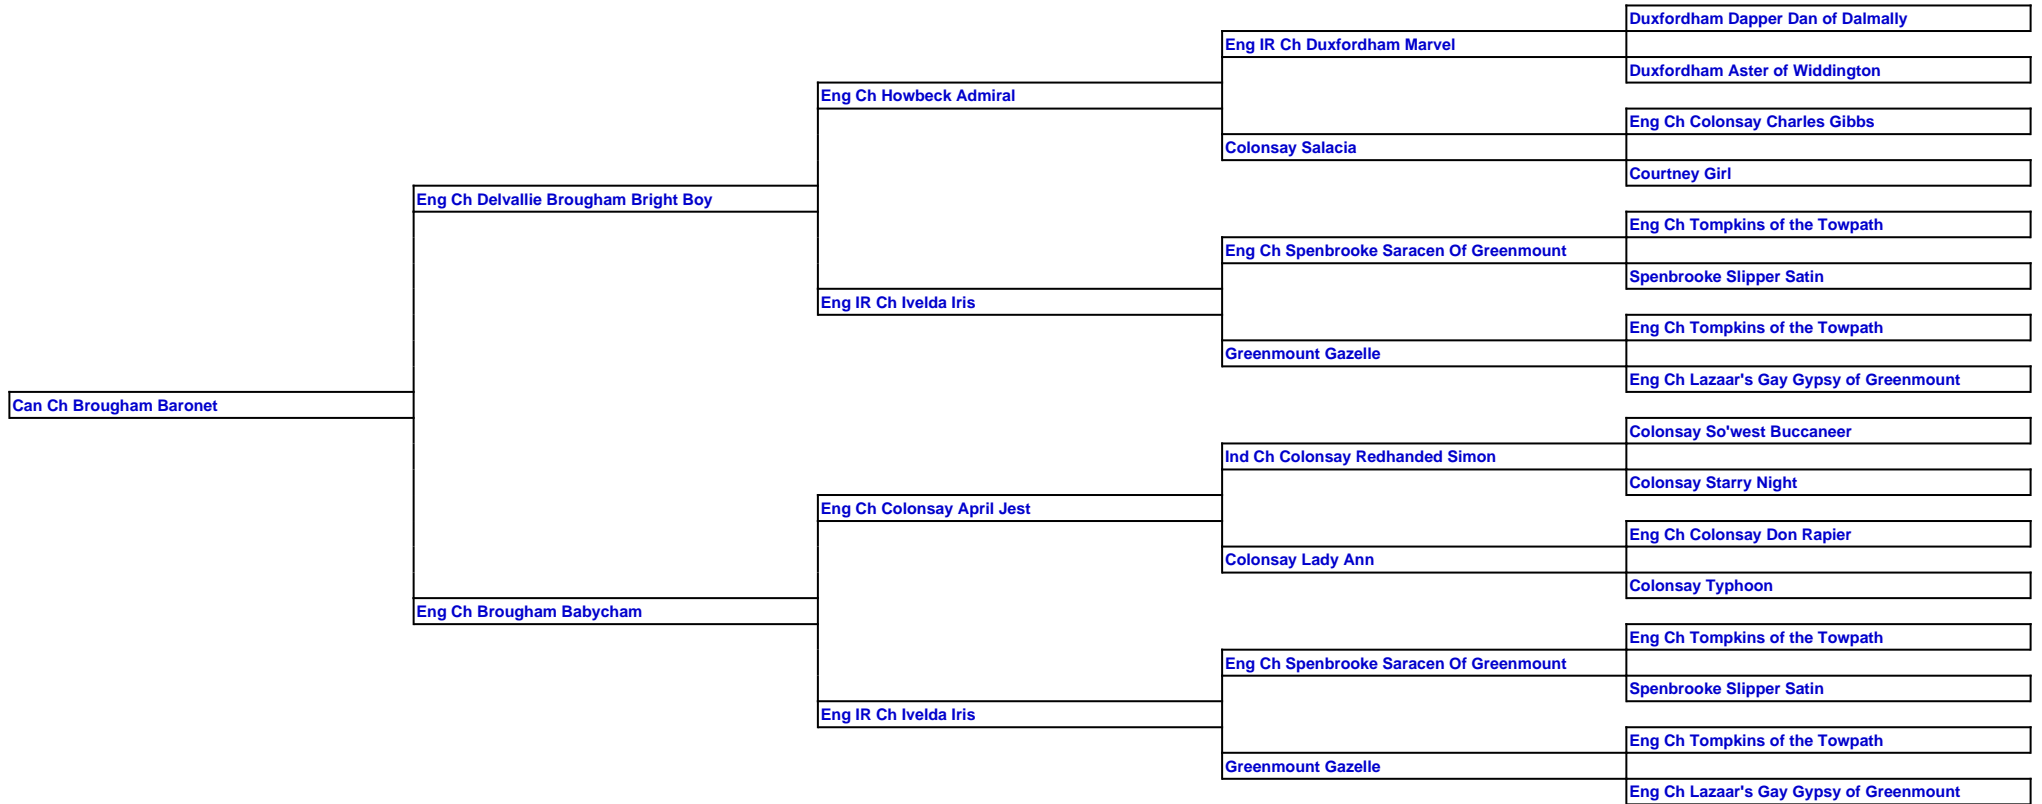 Duxfordham Dapper Dan of Dalmally
Eng IR Ch Duxfordham Marvel
Duxfordham Aster of Widdington
Eng Ch Howbeck Admiral
Eng Ch Colonsay Charles Gibbs
Colonsay Salacia
Courtney Girl
Eng Ch Delvallie Brougham Bright Boy
Eng Ch Tompkins of the Towpath
Eng Ch Spenbrooke Saracen Of Greenmount
Spenbrooke Slipper Satin
Eng IR Ch Ivelda Iris
Eng Ch Tompkins of the Towpath
Greenmount Gazelle
Eng Ch Lazaar's Gay Gypsy of Greenmount
Can Ch Brougham Baronet
Colonsay So'west Buccaneer
Ind Ch Colonsay Redhanded Simon
Colonsay Starry Night
Eng Ch Colonsay April Jest
Eng Ch Colonsay Don Rapier
Colonsay Lady Ann
Colonsay Typhoon
Eng Ch Brougham Babycham
Eng Ch Tompkins of the Towpath
Eng Ch Spenbrooke Saracen Of Greenmount
Spenbrooke Slipper Satin
Eng IR Ch Ivelda Iris
Eng Ch Tompkins of the Towpath
Greenmount Gazelle
Eng Ch Lazaar's Gay Gypsy of Greenmount